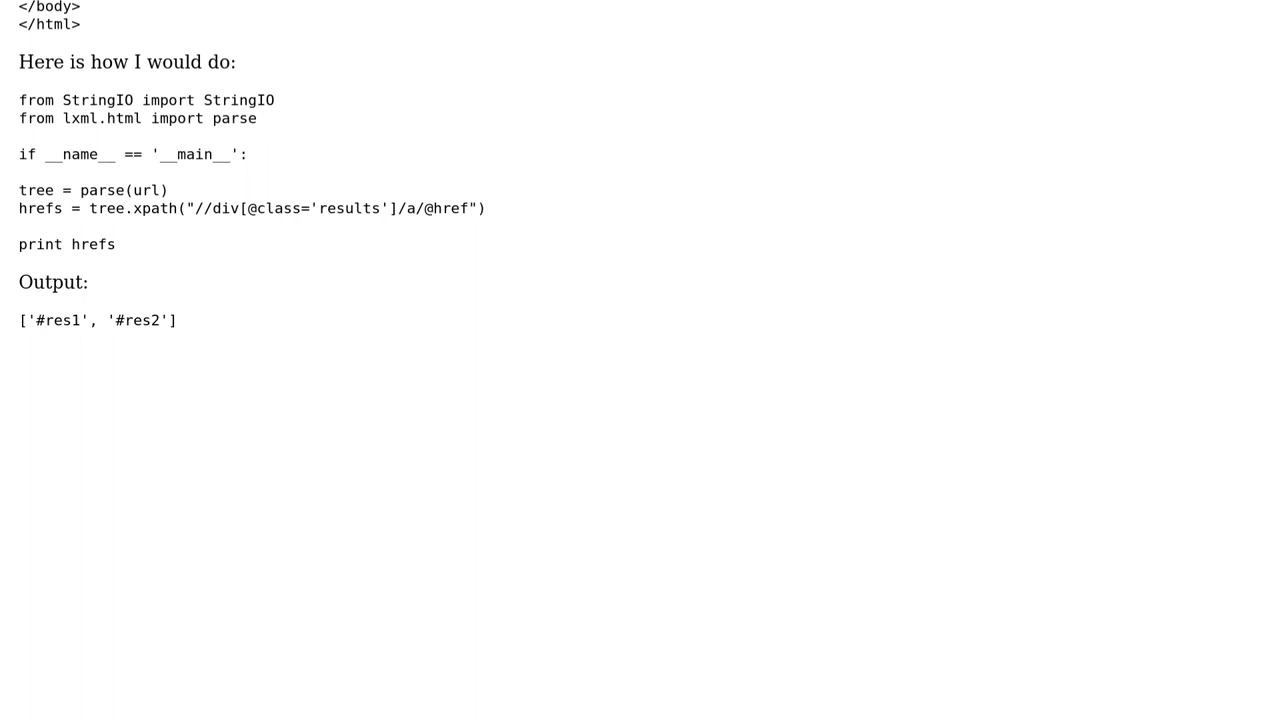 </body>
</html>
Here is how I would do:
from StringIO import StringIO
from lxml.html import parse
if __name__ == '__main__':
tree = parse(url)
hrefs = tree.xpath("//div[@class='results']/a/@href")
print hrefs
Output:
['#res1', '#res2']